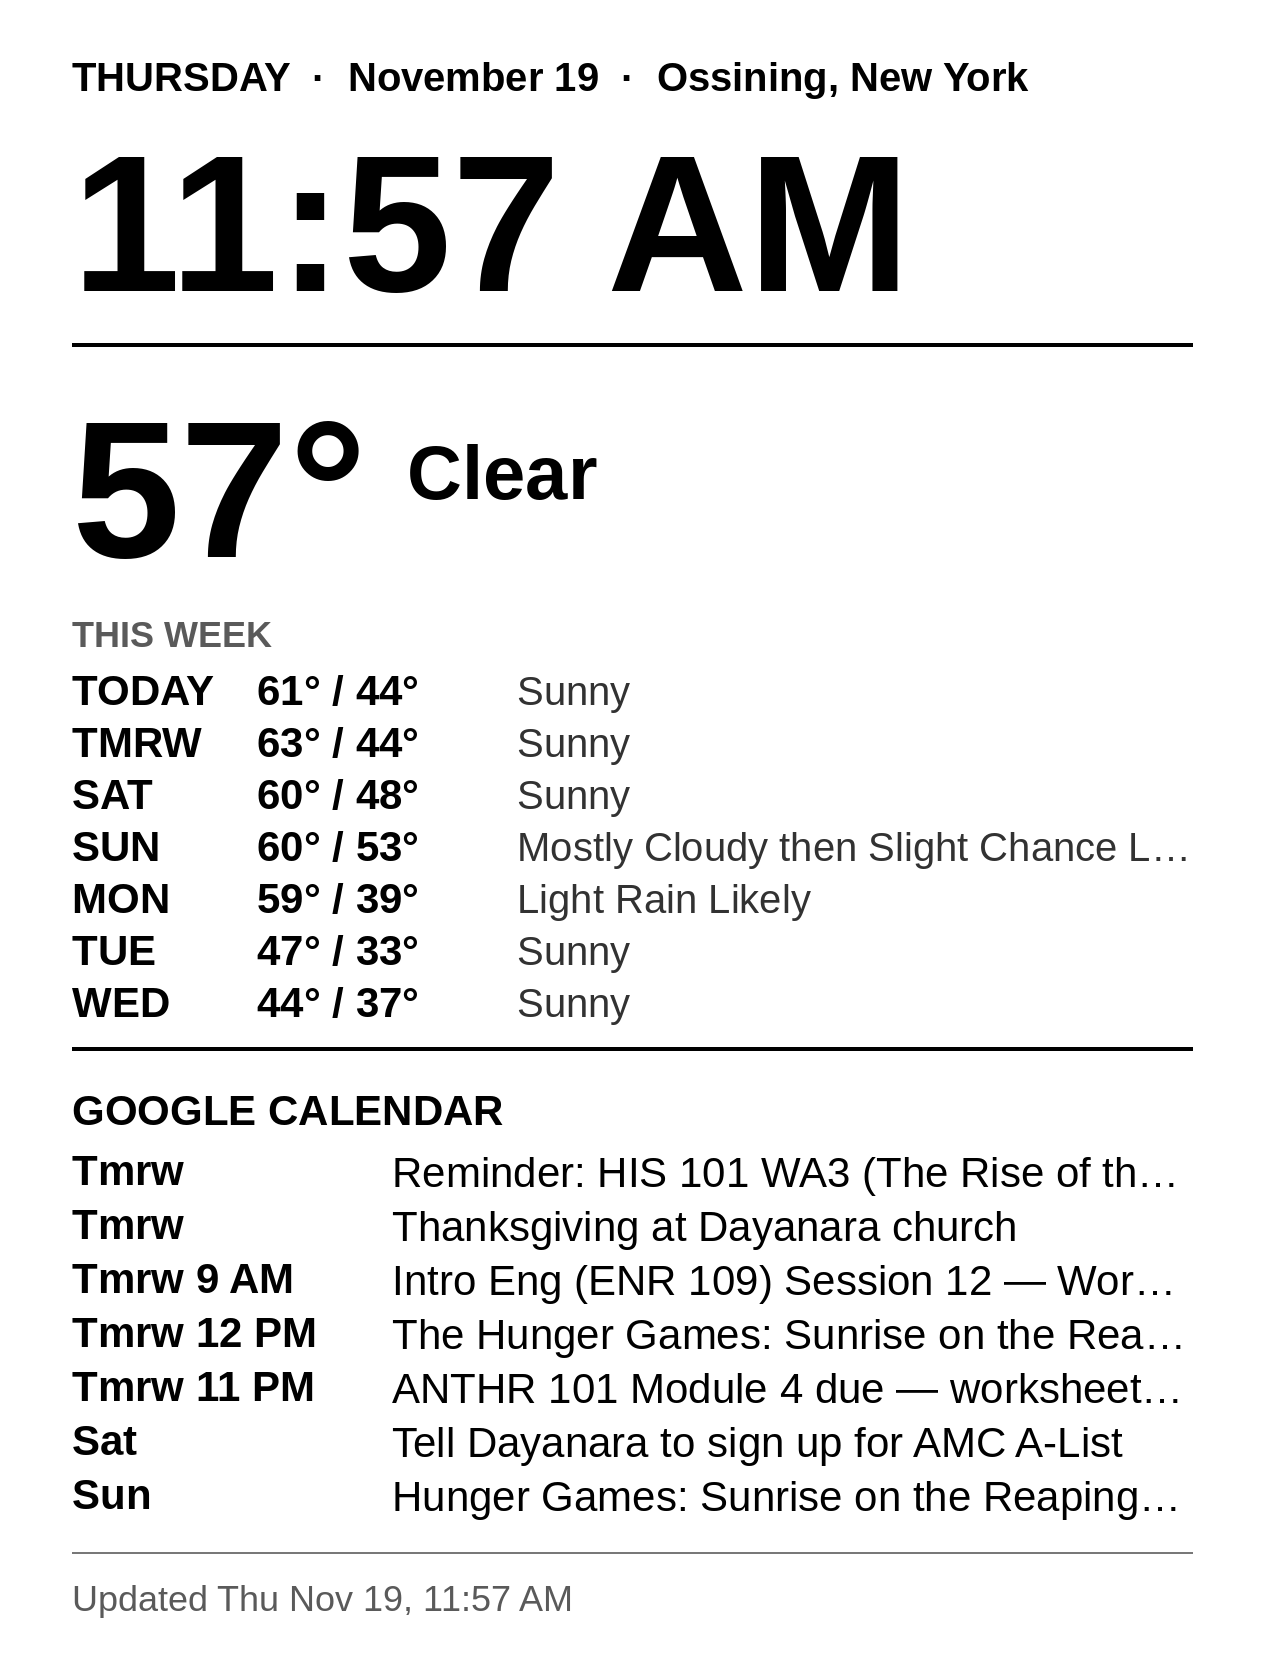 THURSDAY · November 19 · Ossining, New York
11:57 AM
57° Clear
THIS WEEK
TODAY 61° / 44° Sunny
TMRW 63° / 44° Sunny
SAT 60° / 48° Sunny
SUN 60° / 53° Mostly Cloudy then Slight Chance L…
MON 59° / 39° Light Rain Likely
TUE 47° / 33° Sunny
WED 44° / 37° Sunny
GOOGLE CALENDAR
Tmrw Reminder: HIS 101 WA3 (The Rise of th…
Tmrw Thanksgiving at Dayanara church
Tmrw 9 AM Intro Eng (ENR 109) Session 12 — Wor…
Tmrw 12 PM The Hunger Games: Sunrise on the Rea…
Tmrw 11 PM ANTHR 101 Module 4 due — worksheet…
Sat Tell Dayanara to sign up for AMC A-List
Sun Hunger Games: Sunrise on the Reaping…
Updated Thu Nov 19, 11:57 AM